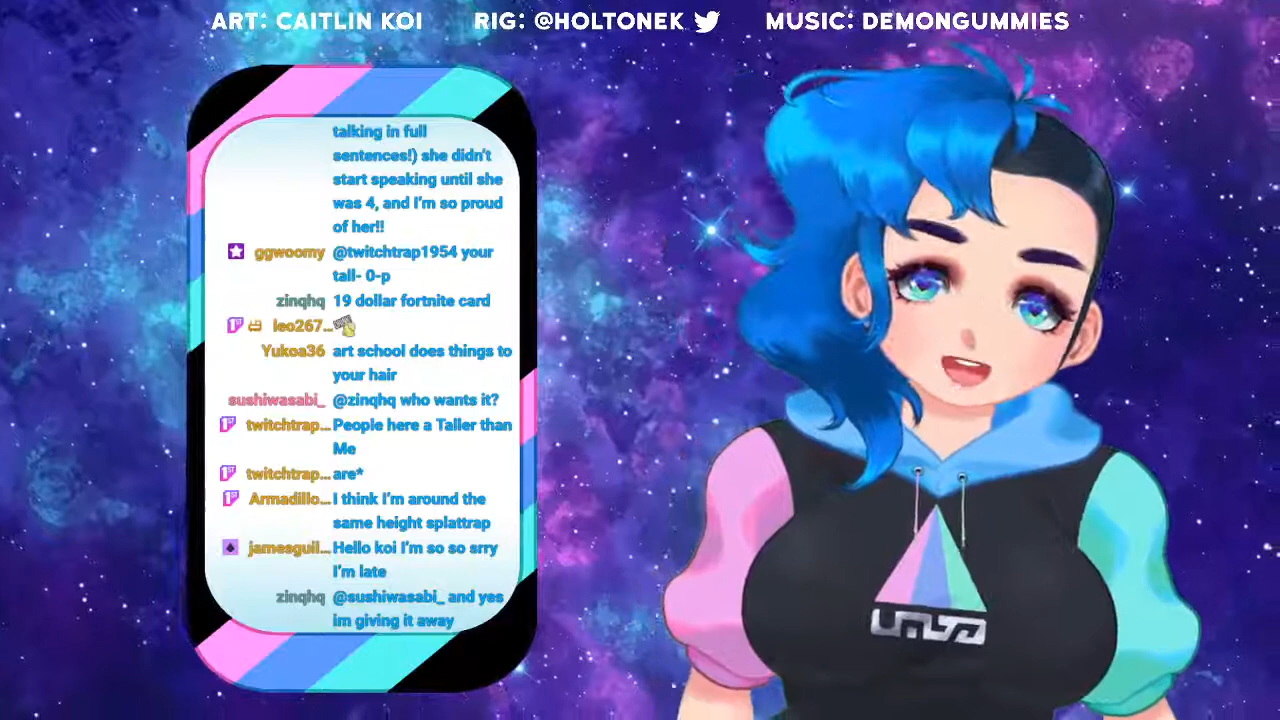 ART: CAITLIN KOI RIG: @HOLTONEK MUSIC: DEMONGUMMIES
talking in full
sentences!) she didn't
start speaking until she
was 4, and I'm so proud
of her!!
ggwoomy @twitchtrap1954 your
tall- 0-p
zinqhq 19 dollar fortnite card
leo267...
Yukoa36 art school does things to
your hair
sushiwasabi_ @zinqhq who wants it?
twitchtrap... People here a Taller than
Me
twitchtrap... are*
Armadillo... I think I'm around the
same height splattrap
jamesguil... Hello koi I'm so so srry
I'm late
zinqhq @sushiwasabi_ and yes
im giving it away